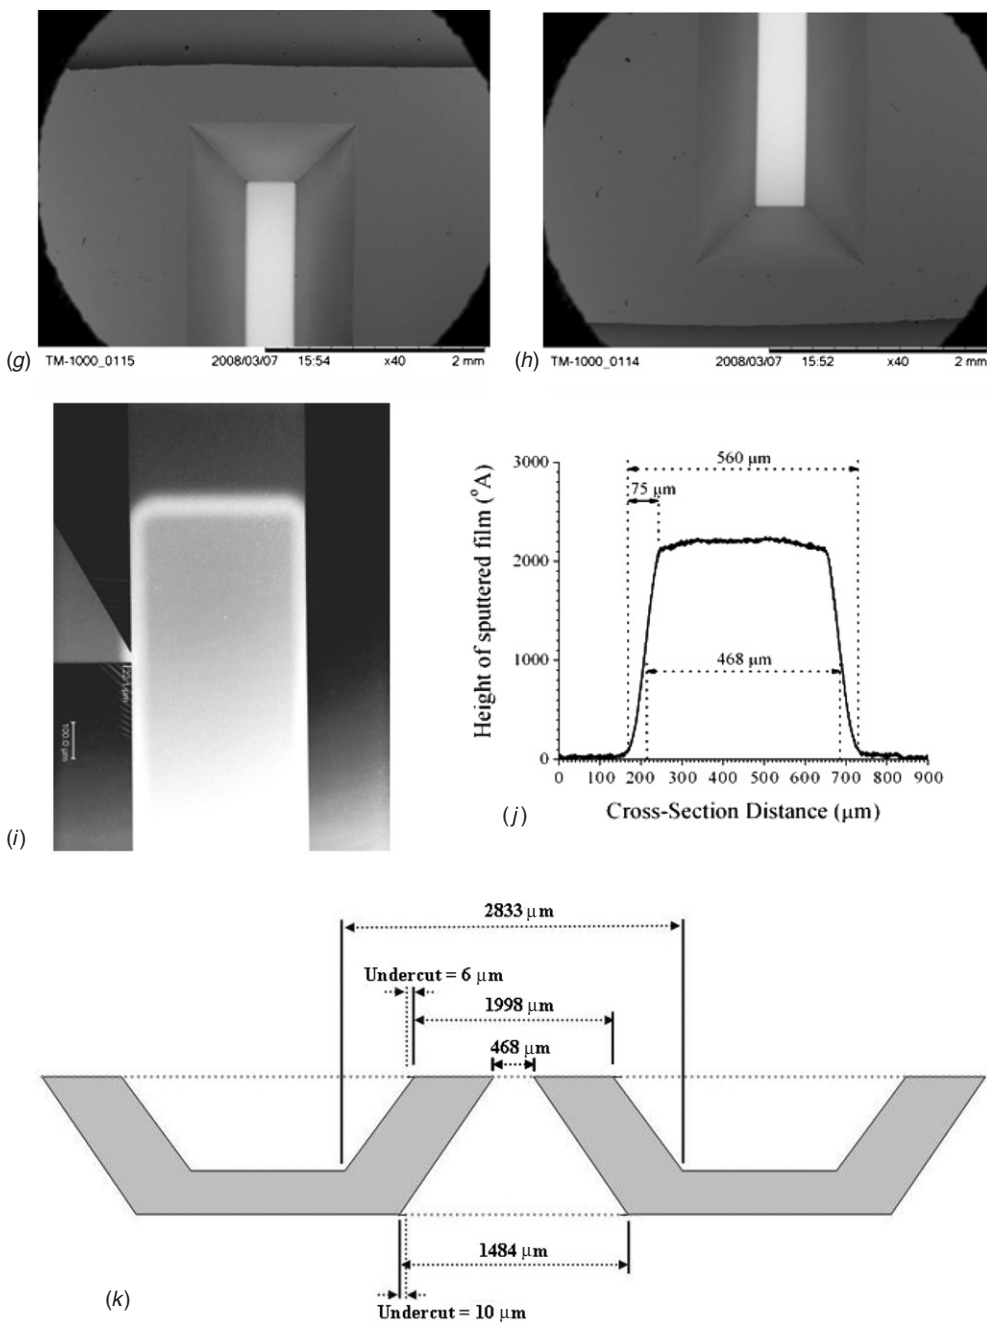 (g)
TM-1000_0115 2008/03/07 15:54 x40 2 mm
(h)
TM-1000_0114 2008/03/07 15:52 x40 2 mm
(i)
100.0 µm
(j)
Height of sputtered film (°A)
3000
2000
1000
0
560 µm
75 µm
468 µm
0 100 200 300 400 500 600 700 800 900
Cross-Section Distance (µm)
2833 µm
Undercut = 6 µm
1998 µm
468 µm
1484 µm
Undercut = 10 µm
(k)